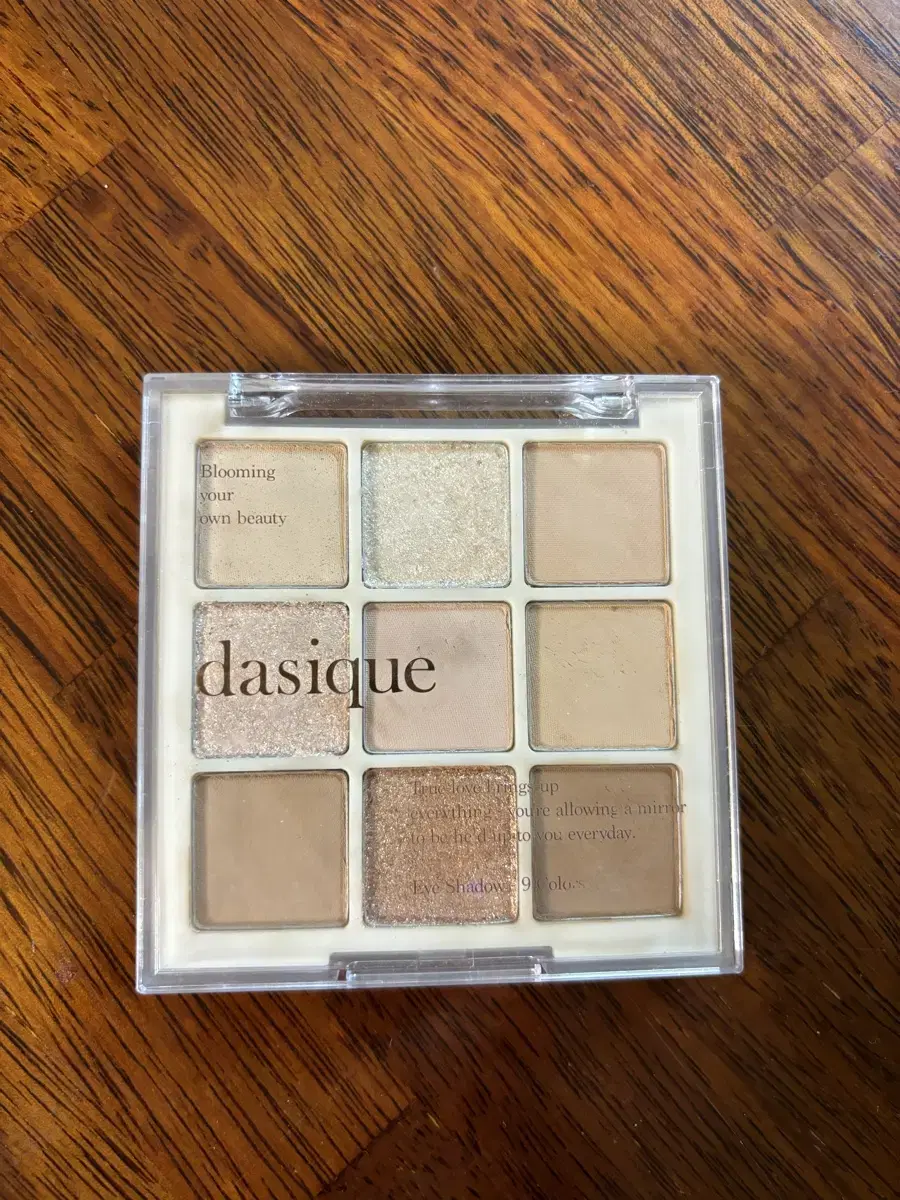 Blooming
your
own beauty
dasique
True love brings up
everything you're allowing a mirror
to be held up to you everyday.
Eye Shadow 9 Colors